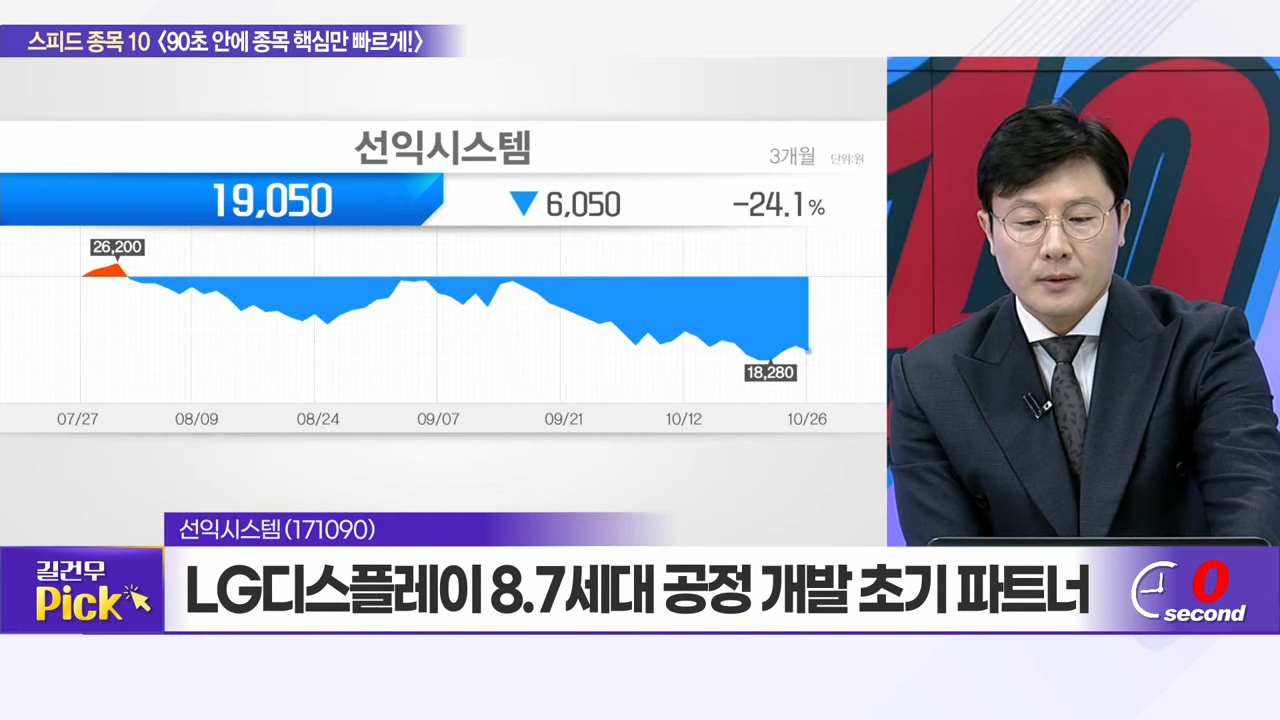 스피드 종목 10 〈90초 안에 종목 핵심만 빠르게!〉
선익시스템
3개월 단위:원
19,050 ▼ 6,050 -24.1%
26,200
18,280
07/27 08/09 08/24 09/07 09/21 10/12 10/26
10
선익시스템(171090)
길건무
Pick
LG디스플레이 8.7세대 공정 개발 초기 파트너
0
second